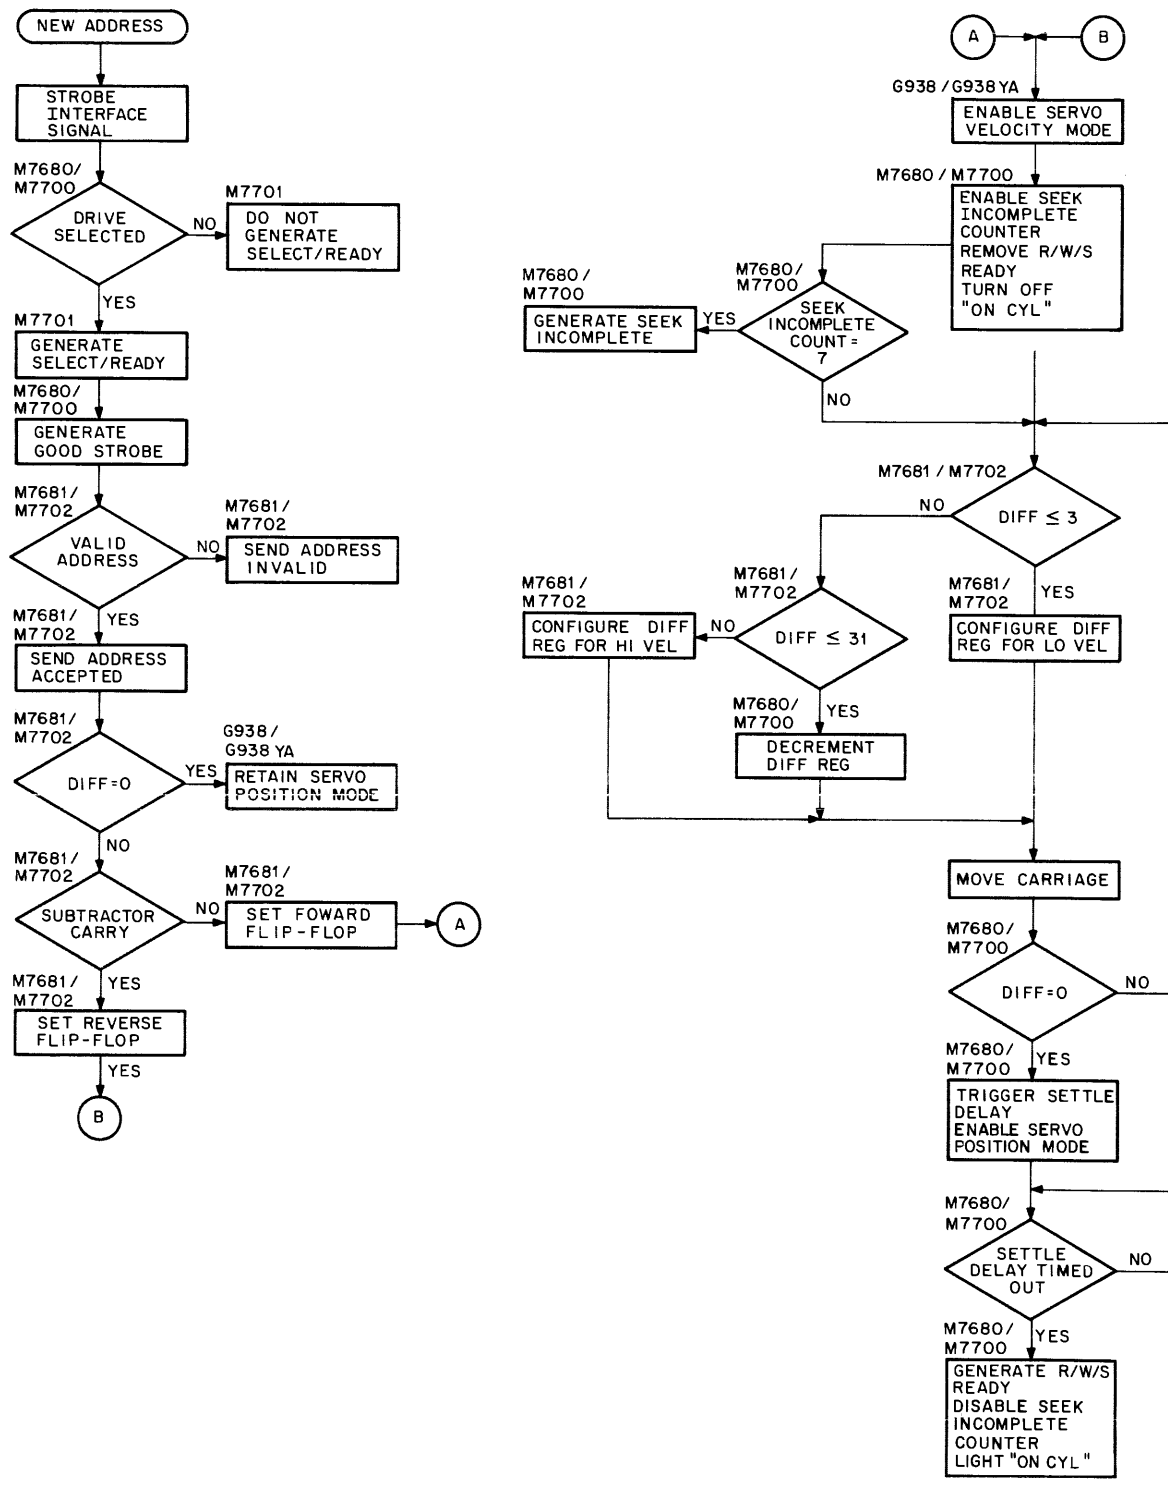 NEW ADDRESS
STROBE
INTERFACE
SIGNAL
M7680/
M7700
DRIVE
SELECTED
NO
M7701
DO NOT
GENERATE
SELECT/READY
YES
M7701
GENERATE
SELECT/READY
M7680/
M7700
GENERATE
GOOD STROBE
M7681/
M7702
VALID
ADDRESS
NO
M7681/
M7702
SEND ADDRESS
INVALID
YES
M7681/
M7702
SEND ADDRESS
ACCEPTED
M7681/
M7702
DIFF=0
YES
G938/
G938YA
RETAIN SERVO
POSITION MODE
NO
M7681/
M7702
SUBTRACTOR
CARRY
NO
M7681/
M7702
SET FOWARD
FLIP-FLOP
A
YES
M7681/
M7702
SET REVERSE
FLIP-FLOP
YES
B
A
B
G938/G938YA
ENABLE SERVO
VELOCITY MODE
M7680/M7700
ENABLE SEEK
INCOMPLETE
COUNTER
REMOVE R/W/S
READY
TURN OFF
"ON CYL"
M7680/
M7700
SEEK
INCOMPLETE
COUNT=
7
YES
M7680/
M7700
GENERATE SEEK
INCOMPLETE
NO
M7681/M7702
DIFF ≤ 3
NO
M7681/
M7702
DIFF ≤ 31
NO
M7681/
M7702
CONFIGURE DIFF
REG FOR HI VEL
YES
M7681/
M7702
CONFIGURE DIFF
REG FOR LO VEL
YES
M7680/
M7700
DECREMENT
DIFF REG
MOVE CARRIAGE
M7680/
M7700
DIFF=0
NO
YES
M7680/
M7700
TRIGGER SETTLE
DELAY
ENABLE SERVO
POSITION MODE
M7680/
M7700
SETTLE
DELAY TIMED
OUT
NO
YES
M7680/
M7700
GENERATE R/W/S
READY
DISABLE SEEK
INCOMPLETE
COUNTER
LIGHT "ON CYL"